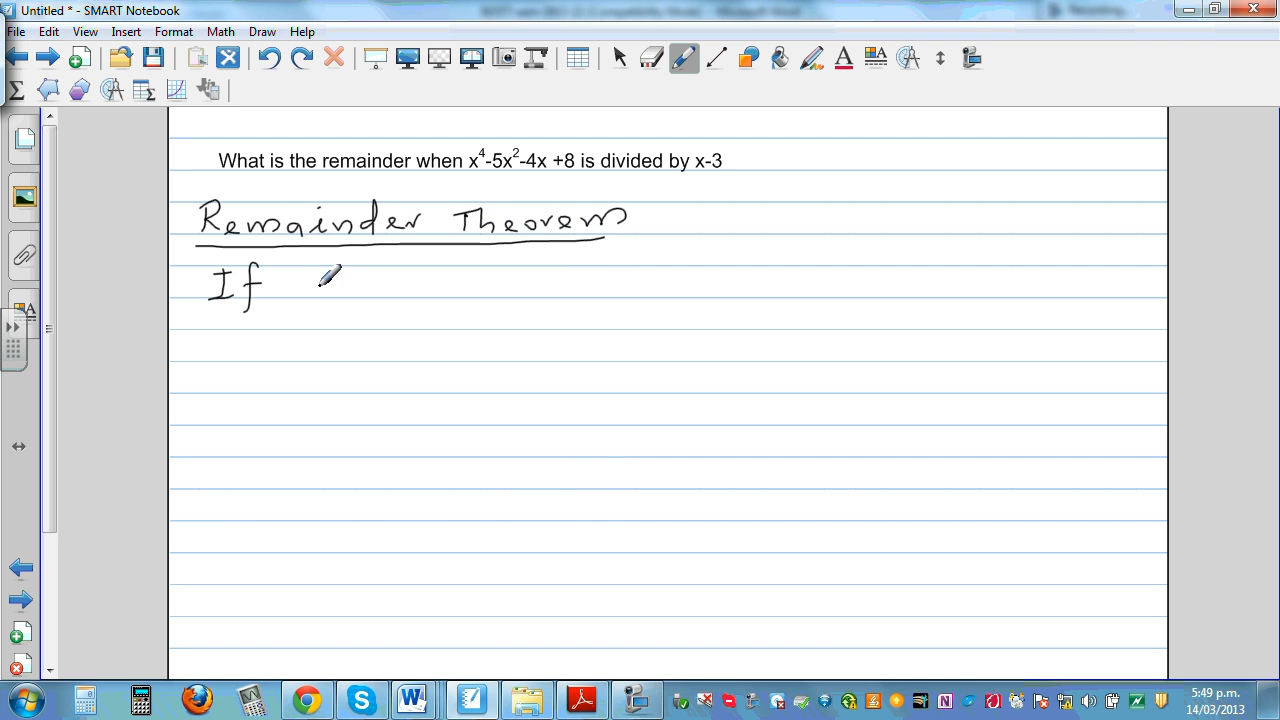 Untitled * - SMART Notebook
File Edit View Insert Format Math Draw Help
What is the remainder when x⁴-5x²-4x +8 is divided by x-3
Remainder Theorem
If
5:49 p.m.
14/03/2013